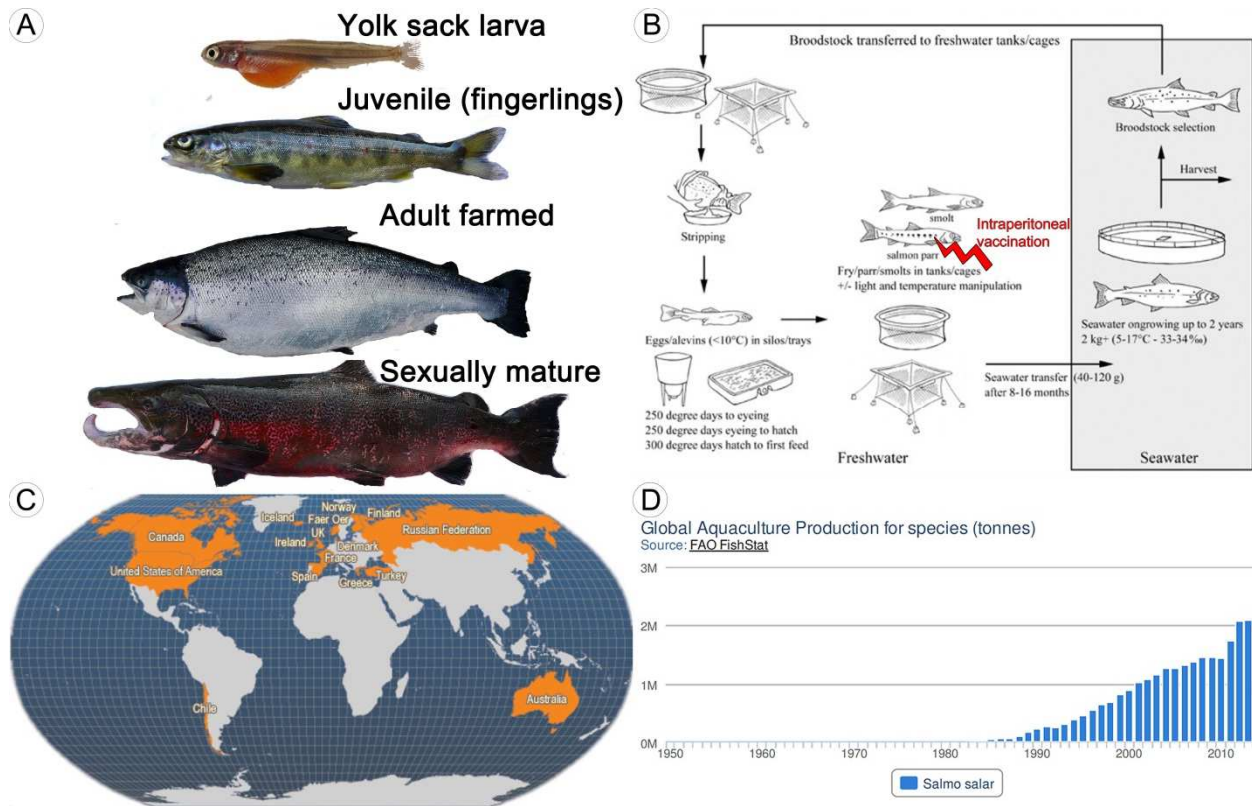 A
Yolk sack larva
Juvenile (fingerlings)
Adult farmed
Sexually mature
B
Broodstock transferred to freshwater tanks/cages
Stripping
Eggs/alevins (<10°C) in silos/trays
250 degree days to eyeing
250 degree days eyeing to hatch
300 degree days hatch to first feed
smolt
salmon parr
Intraperitoneal
vaccination
Fry/parr/smolts in tanks/cages
+/- light and temperature manipulation
Seawater transfer (40-120 g)
after 8-16 months
Freshwater
Broodstock selection
Harvest
Seawater ongrowing up to 2 years
2 kg+ (5-17°C - 33-34‰)
Seawater
C
Canada
United States of America
Chile
Iceland
Norway
Faer Oer
Finland
Russian Federation
Ireland
UK
Denmark
France
Spain
Greece
Turkey
Australia
D
Global Aquaculture Production for species (tonnes)
Source: FAO FishStat
3M
2M
1M
0M
1950
1960
1970
1980
1990
2000
2010
Salmo salar